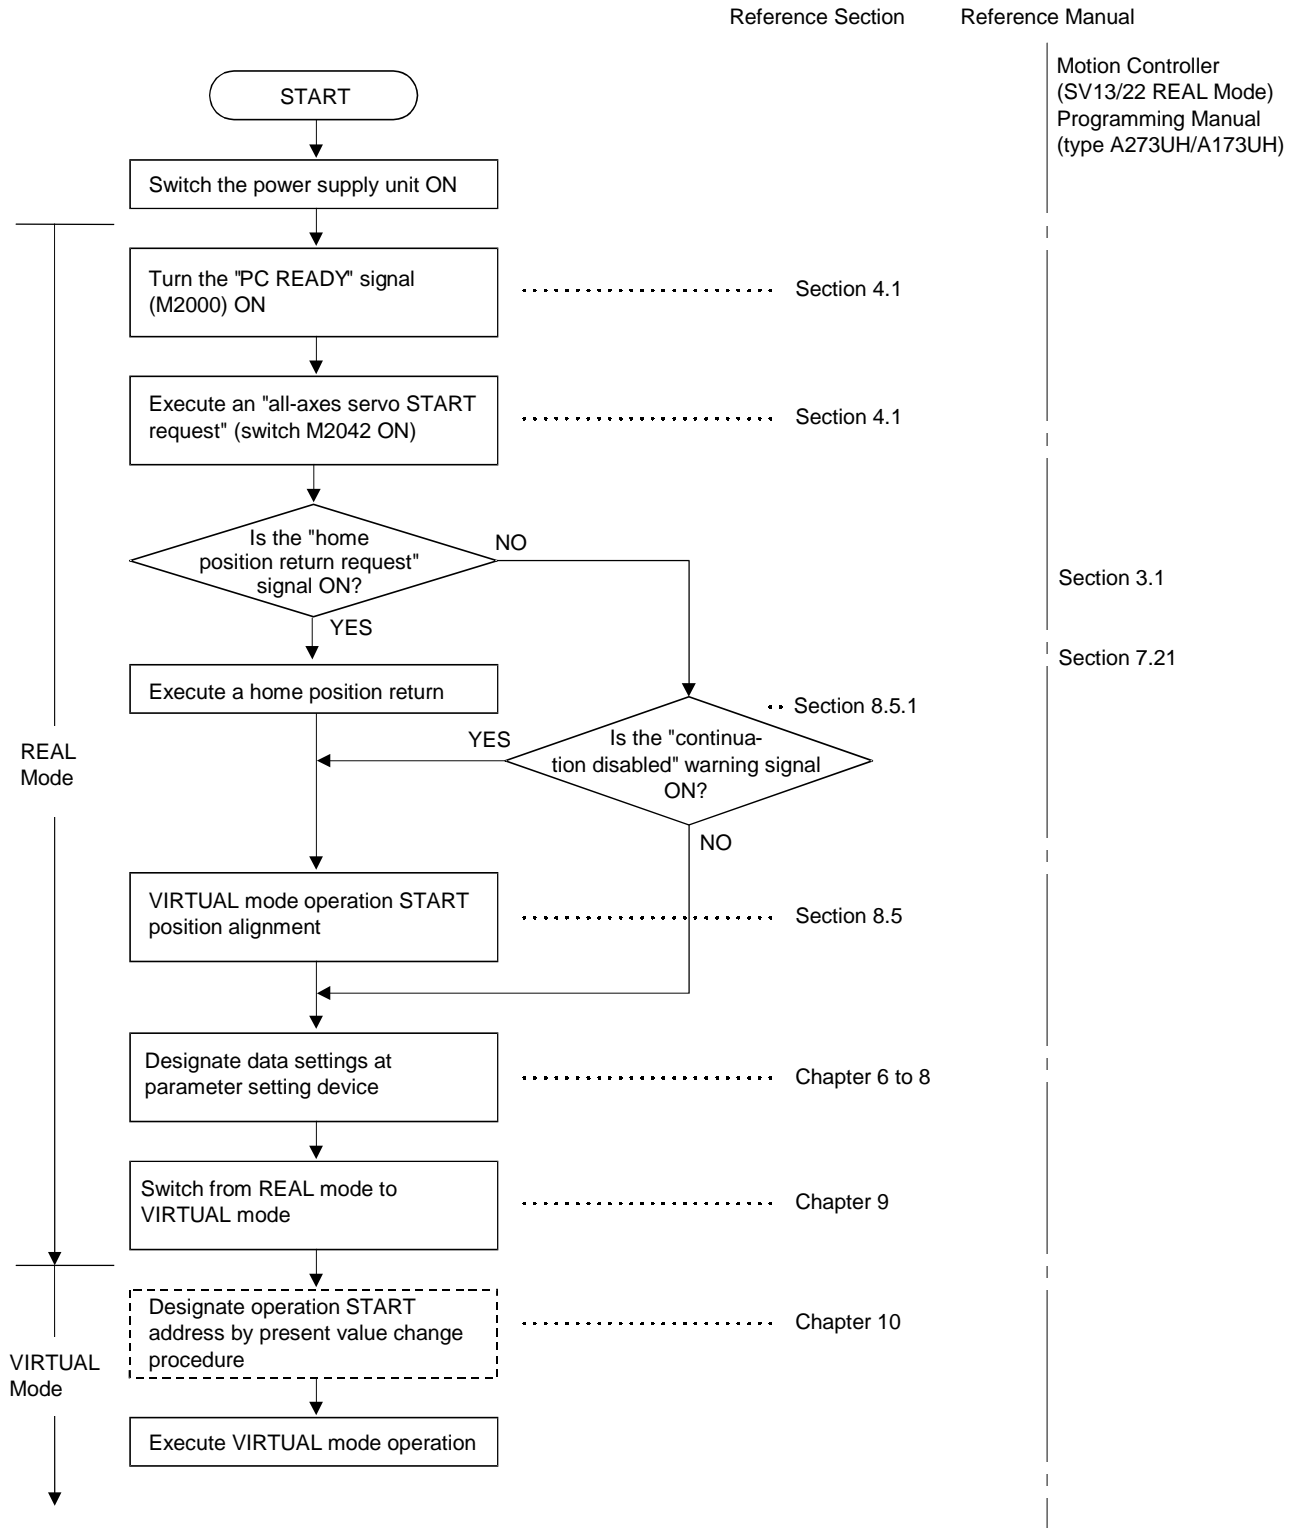 Reference Section
Reference Manual
Motion Controller
(SV13/22 REAL Mode)
Programming Manual
(type A273UH/A173UH)
START
Switch the power supply unit ON
Turn the "PC READY" signal
(M2000) ON
Section 4.1
Execute an "all-axes servo START
request" (switch M2042 ON)
Section 4.1
Is the "home
position return request"
signal ON?
NO
Section 3.1
YES
Section 7.21
Execute a home position return
Section 8.5.1
REAL
Mode
YES
Is the "continua-
tion disabled" warning signal
ON?
NO
VIRTUAL mode operation START
position alignment
Section 8.5
Designate data settings at
parameter setting device
Chapter 6 to 8
Switch from REAL mode to
VIRTUAL mode
Chapter 9
Designate operation START
address by present value change
procedure
Chapter 10
VIRTUAL
Mode
Execute VIRTUAL mode operation